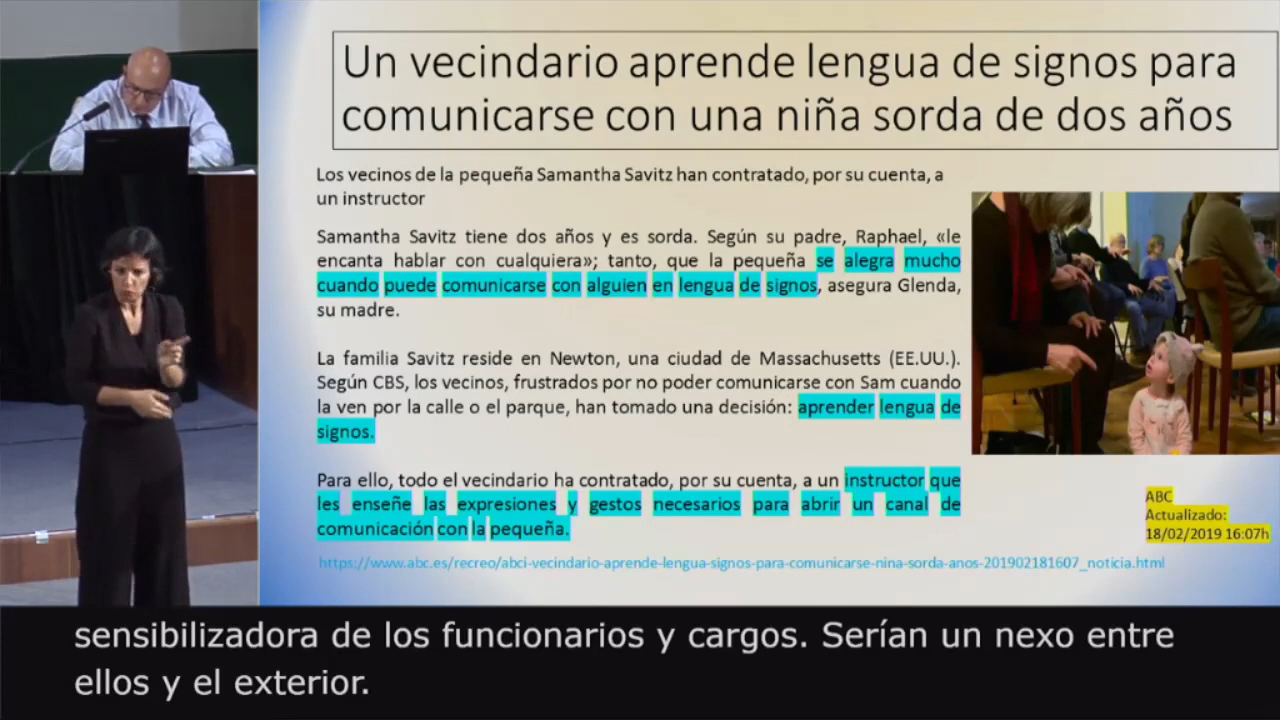 Un vecindario aprende lengua de signos para
comunicarse con una niña sorda de dos años
Los vecinos de la pequeña Samantha Savitz han contratado, por su cuenta, a
un instructor
Samantha Savitz tiene dos años y es sorda. Según su padre, Raphael, «le
encanta hablar con cualquiera»; tanto, que la pequeña se alegra mucho
cuando puede comunicarse con alguien en lengua de signos, asegura Glenda,
su madre.
La familia Savitz reside en Newton, una ciudad de Massachusetts (EE.UU.).
Según CBS, los vecinos, frustrados por no poder comunicarse con Sam cuando
la ven por la calle o el parque, han tomado una decisión: aprender lengua de
signos.
Para ello, todo el vecindario ha contratado, por su cuenta, a un instructor que
les enseñe las expresiones y gestos necesarios para abrir un canal de
comunicación con la pequeña.
ABC
Actualizado:
18/02/2019 16:07h
https://www.abc.es/recreo/abci-vecindario-aprende-lengua-signos-para-comunicarse-nina-sorda-anos-201902181607_noticia.html
sensibilizadora de los funcionarios y cargos. Serían un nexo entre
ellos y el exterior.